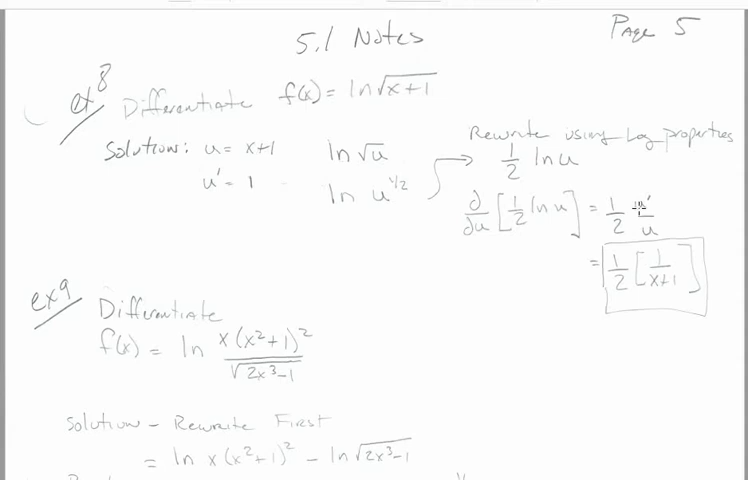 5.1 Notes
Page 5
ex 8
Differentiate f(x) = ln√(x+1)
Solution: u = x+1
u' = 1
ln√u
ln u^(1/2)
Rewrite using Log properties
1/2 ln u
∂/∂u [1/2 ln u] = 1/2 u'/u
= 1/2 [1/(x+1)]
ex 9
Differentiate
f(x) = ln x(x²+1)²/√(2x³-1)
Solution – Rewrite First
= ln x(x²+1)² – ln√(2x³-1)